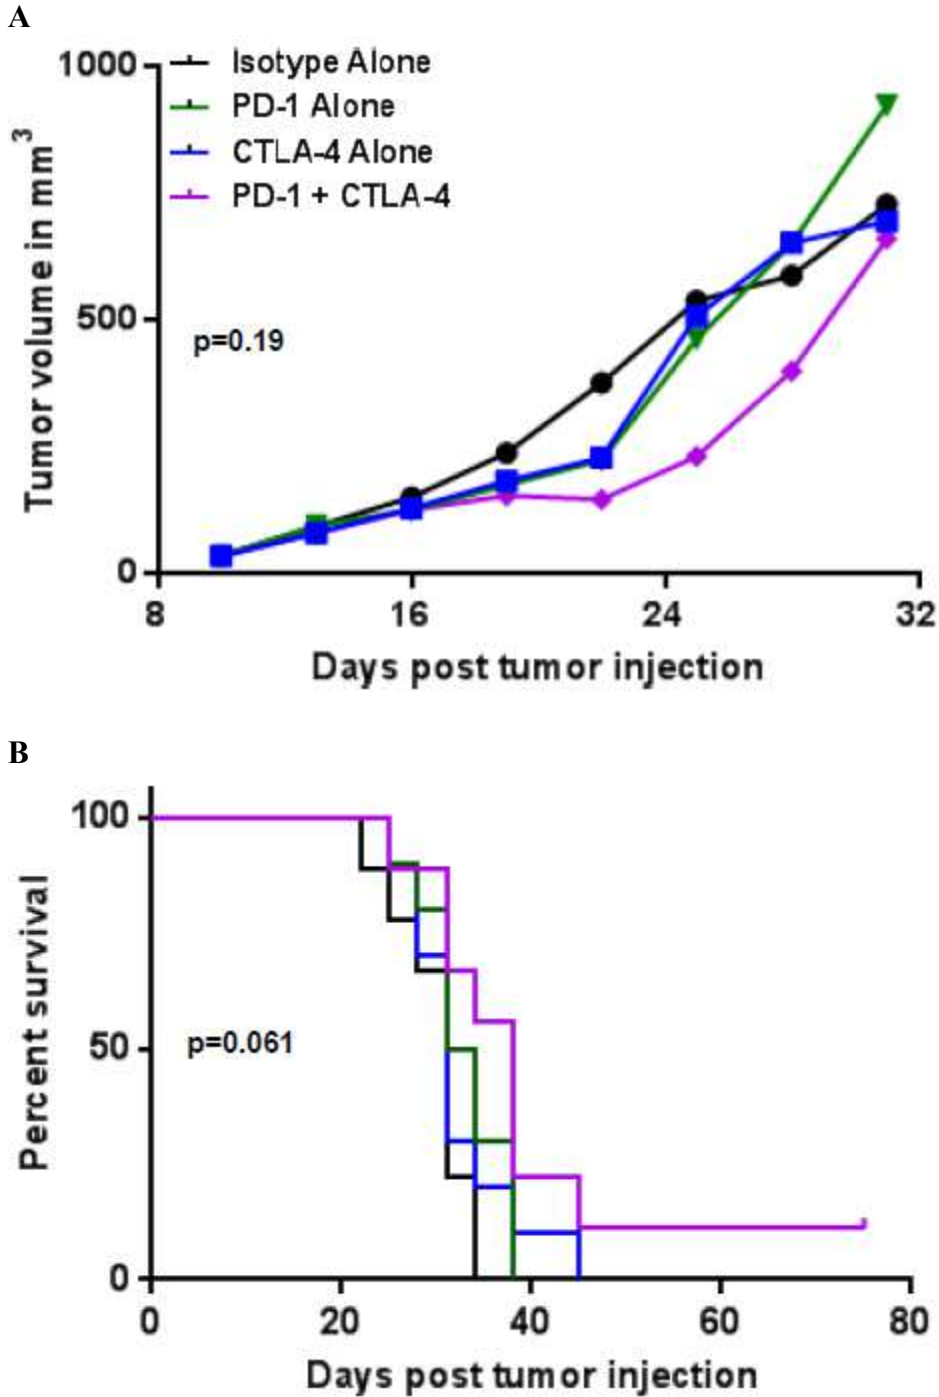 A
1000
Isotype Alone
PD-1 Alone
CTLA-4 Alone
PD-1 + CTLA-4
Tumor volume in mm³
500
p=0.19
0
8 16 24 32
Days post tumor injection
B
100
Percent survival
50
p=0.061
0
0 20 40 60 80
Days post tumor injection